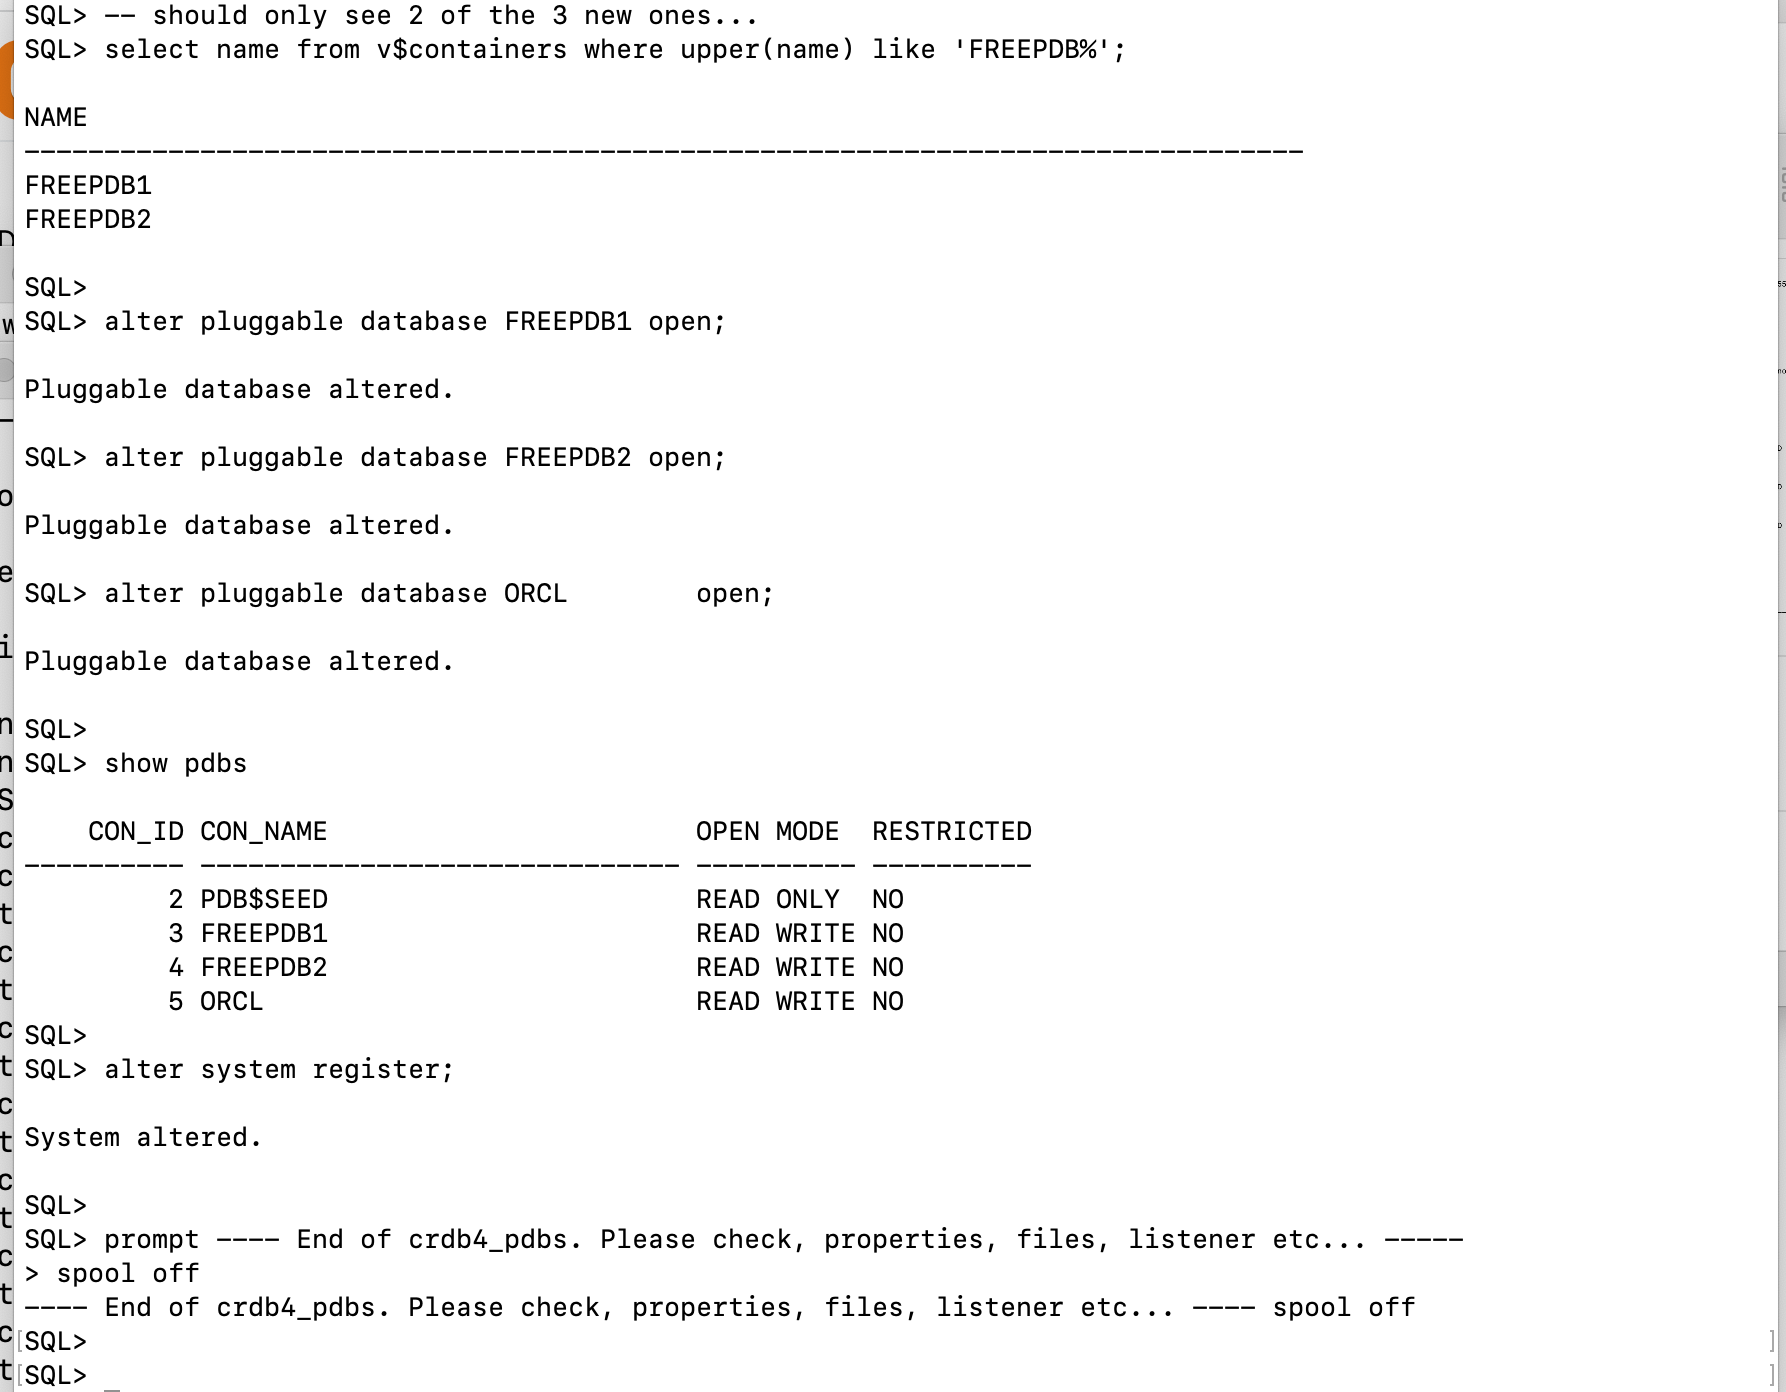 SQL> -- should only see 2 of the 3 new ones...
SQL> select name from v$containers where upper(name) like 'FREEPDB%';

NAME
--------------------------------------------------------------------------------
FREEPDB1
FREEPDB2

SQL>
SQL> alter pluggable database FREEPDB1 open;

Pluggable database altered.

SQL> alter pluggable database FREEPDB2 open;

Pluggable database altered.

SQL> alter pluggable database ORCL        open;

Pluggable database altered.

SQL>
SQL> show pdbs

    CON_ID CON_NAME                       OPEN MODE  RESTRICTED
---------- ------------------------------ ---------- ----------
         2 PDB$SEED                       READ ONLY  NO
         3 FREEPDB1                       READ WRITE NO
         4 FREEPDB2                       READ WRITE NO
         5 ORCL                           READ WRITE NO
SQL>
SQL> alter system register;

System altered.

SQL>
SQL> prompt ---- End of crdb4_pdbs. Please check, properties, files, listener etc... -----
> spool off
---- End of crdb4_pdbs. Please check, properties, files, listener etc... ---- spool off
SQL>
SQL>